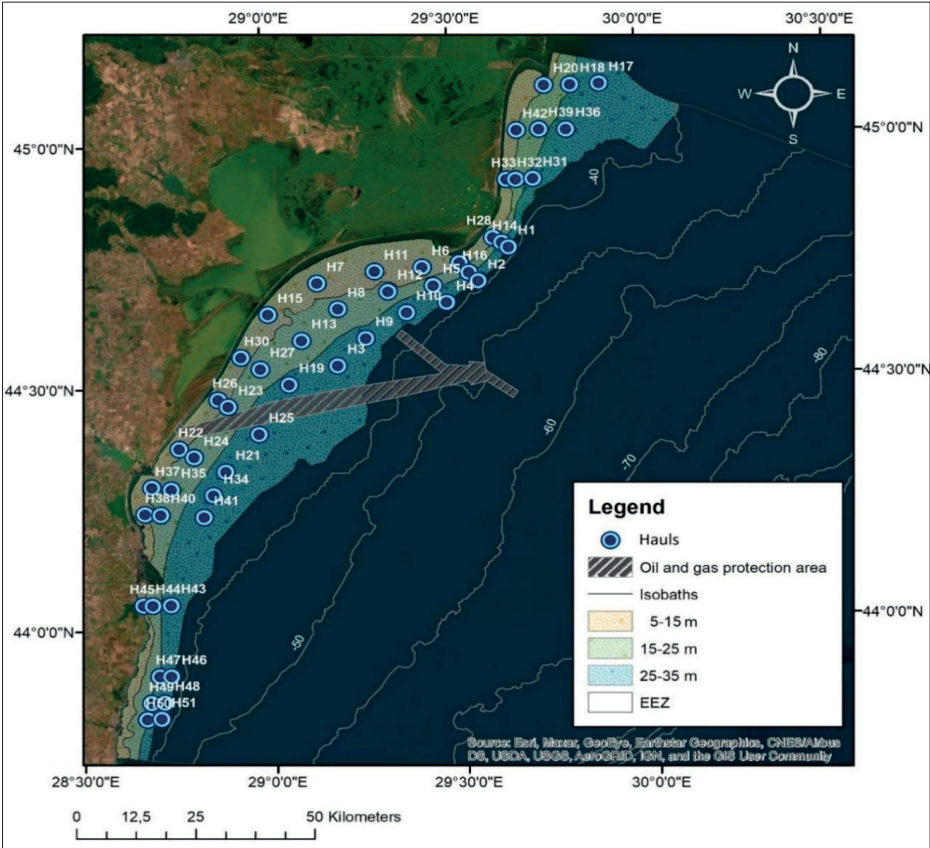 29°0'0"E 29°30'0"E 30°0'0"E 30°30'0"E
N
W E
S
H20 H18 H17
H42 H39 H36
45°0'0"N 45°0'0"N
H33 H32 H31
-40
H28 H14 H1
H11 H6 H16
H7 H12 H5 H2
H4
H15 H8 H10
H13 H9
-80
H30 H27 H3
H19
44°30'0"N 44°30'0"N
H26 H23
H25
-60
H22 H24
-70
H21
H37 H35 H34
H38 H40 H41
Legend
Hauls
Oil and gas protection area
Isobaths
5-15 m
15-25 m
25-35 m
EEZ
H45 H44 H43
44°0'0"N 44°0'0"N
-50
H47 H46
H49 H48
H50 H51
Source: Esri, Maxar, GeoEye, Earthstar Geographics, CNES/Airbus
DS, USDA, USGS, AeroGRID, IGN, and the GIS User Community
28°30'0"E 29°0'0"E 29°30'0"E 30°0'0"E
0 12,5 25 50 Kilometers